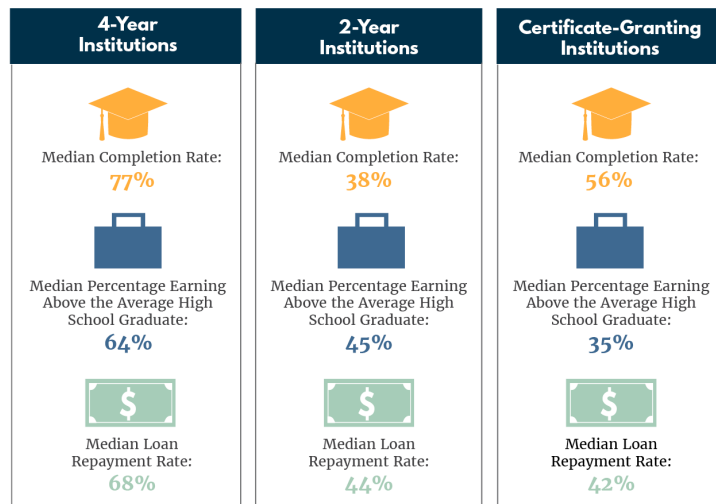 4-Year
Institutions
Median Completion Rate:
77%
Median Percentage Earning
Above the Average High
School Graduate:
64%
$
Median Loan
Repayment Rate:
68%
2-Year
Institutions
Median Completion Rate:
38%
Median Percentage Earning
Above the Average High
School Graduate:
45%
$
Median Loan
Repayment Rate:
44%
Certificate-Granting
Institutions
Median Completion Rate:
56%
Median Percentage Earning
Above the Average High
School Graduate:
35%
$
Median Loan
Repayment Rate:
42%